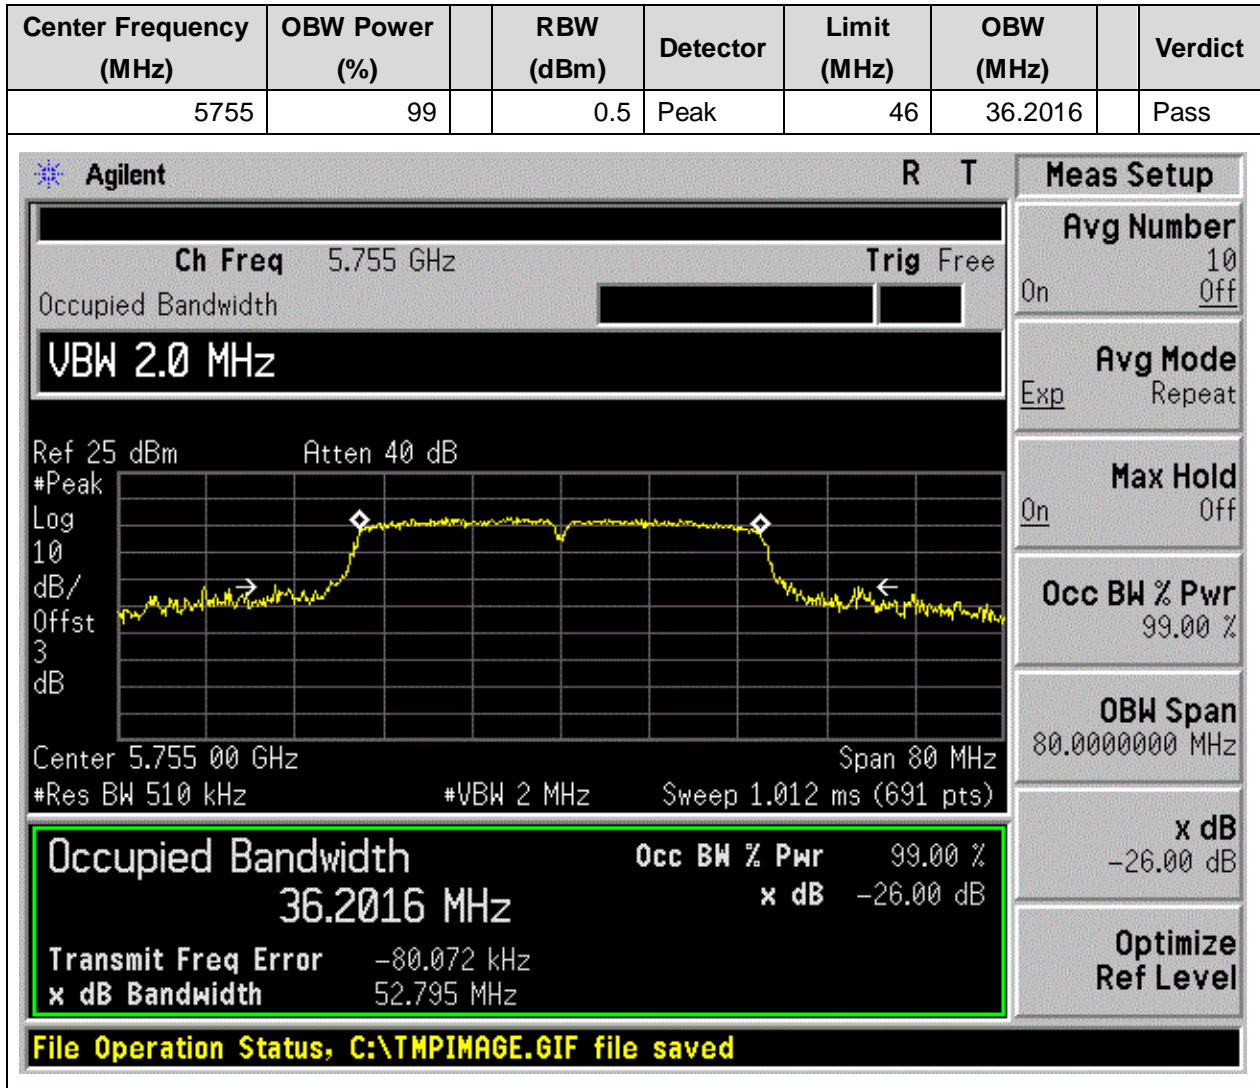 Center Frequency (MHz) OBW Power (%) RBW (dBm) Detector Limit (MHz) OBW (MHz) Verdict
5755 99 0.5 Peak 46 36.2016 Pass
Agilent R T
Ch Freq 5.755 GHz Trig Free
Occupied Bandwidth
VBW 2.0 MHz
Ref 25 dBm Atten 40 dB
#Peak
Log
10
dB/
Offst
3
dB
Center 5.755 00 GHz Span 80 MHz
#Res BW 510 kHz #VBW 2 MHz Sweep 1.012 ms (691 pts)
Occupied Bandwidth
36.2016 MHz
Occ BW % Pwr 99.00 %
x dB -26.00 dB
Transmit Freq Error -80.072 kHz
x dB Bandwidth 52.795 MHz
File Operation Status, C:\TMPIMAGE.GIF file saved
Meas Setup
Avg Number
10
On Off
Avg Mode
Exp Repeat
Max Hold
On Off
Occ BW % Pwr
99.00 %
OBW Span
80.0000000 MHz
x dB
-26.00 dB
Optimize
Ref Level